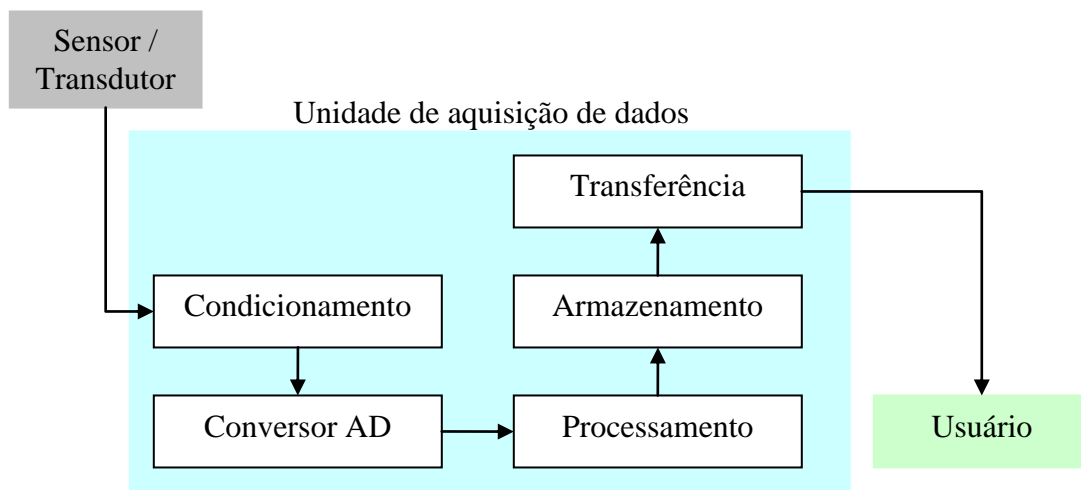 Sensor /
Transdutor
Unidade de aquisição de dados
Transferência
Condicionamento
Armazenamento
Conversor AD
Processamento
Usuário